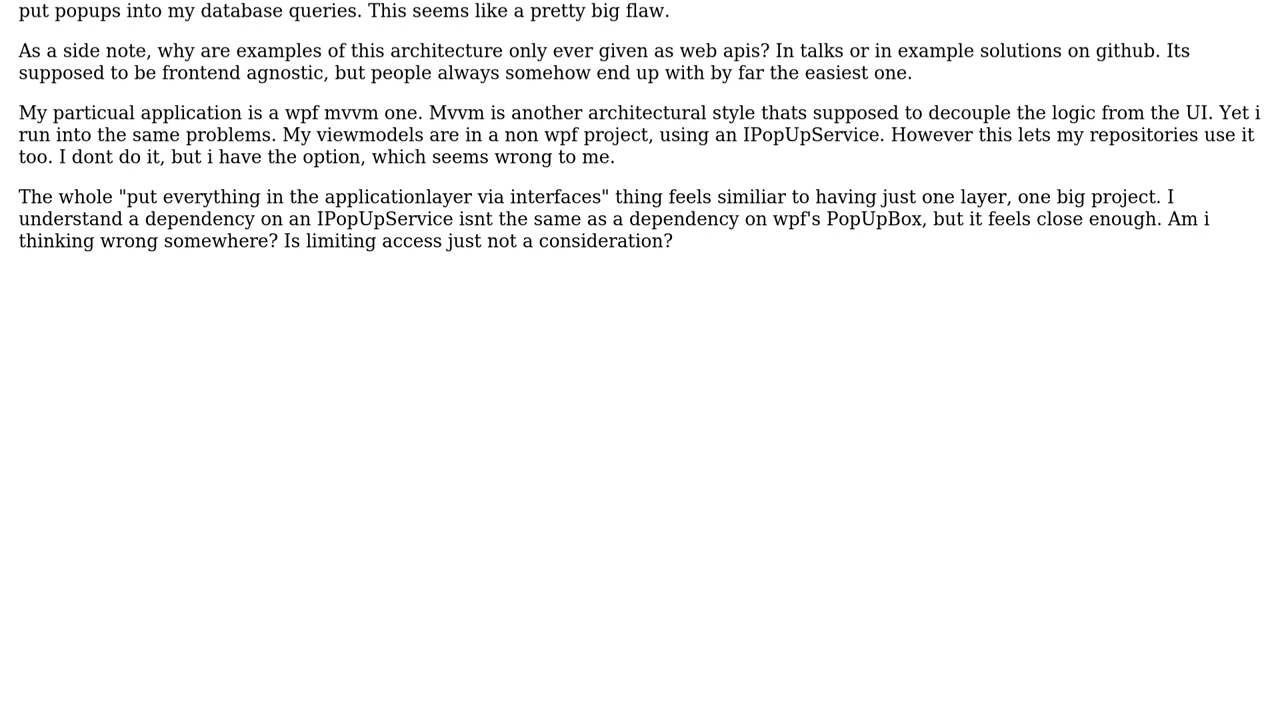 put popups into my database queries. This seems like a pretty big flaw.
As a side note, why are examples of this architecture only ever given as web apis? In talks or in example solutions on github. Its
supposed to be frontend agnostic, but people always somehow end up with by far the easiest one.
My particual application is a wpf mvvm one. Mvvm is another architectural style thats supposed to decouple the logic from the UI. Yet i
run into the same problems. My viewmodels are in a non wpf project, using an IPopUpService. However this lets my repositories use it
too. I dont do it, but i have the option, which seems wrong to me.
The whole "put everything in the applicationlayer via interfaces" thing feels similiar to having just one layer, one big project. I
understand a dependency on an IPopUpService isnt the same as a dependency on wpf's PopUpBox, but it feels close enough. Am i
thinking wrong somewhere? Is limiting access just not a consideration?